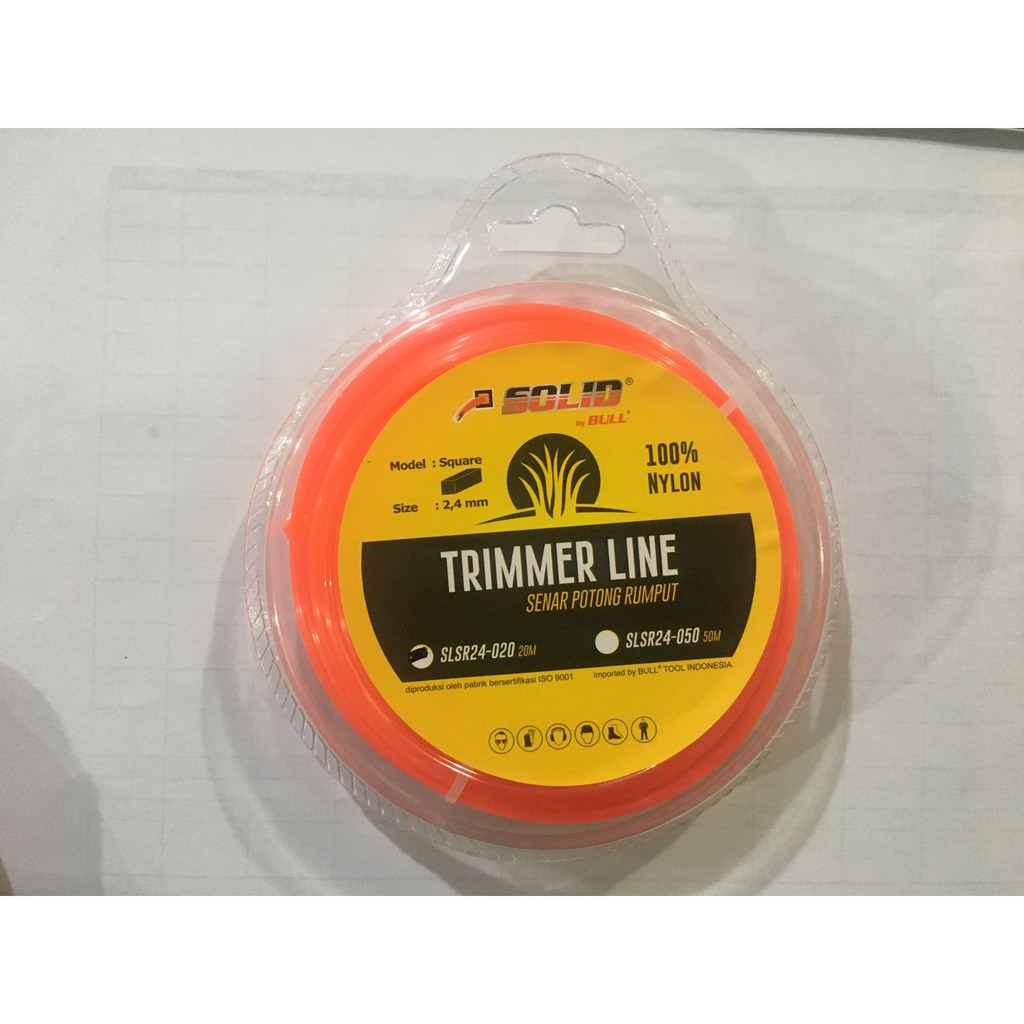 SOLID®
by BULL®
Model : Square
Size : 2,4 mm
100%
NYLON
TRIMMER LINE
SENAR POTONG RUMPUT
SLSR24-020 20M
SLSR24-050 50M
diproduksi oleh pabrik bersertifikasi ISO 9001
imported by BULL® TOOL INDONESIA